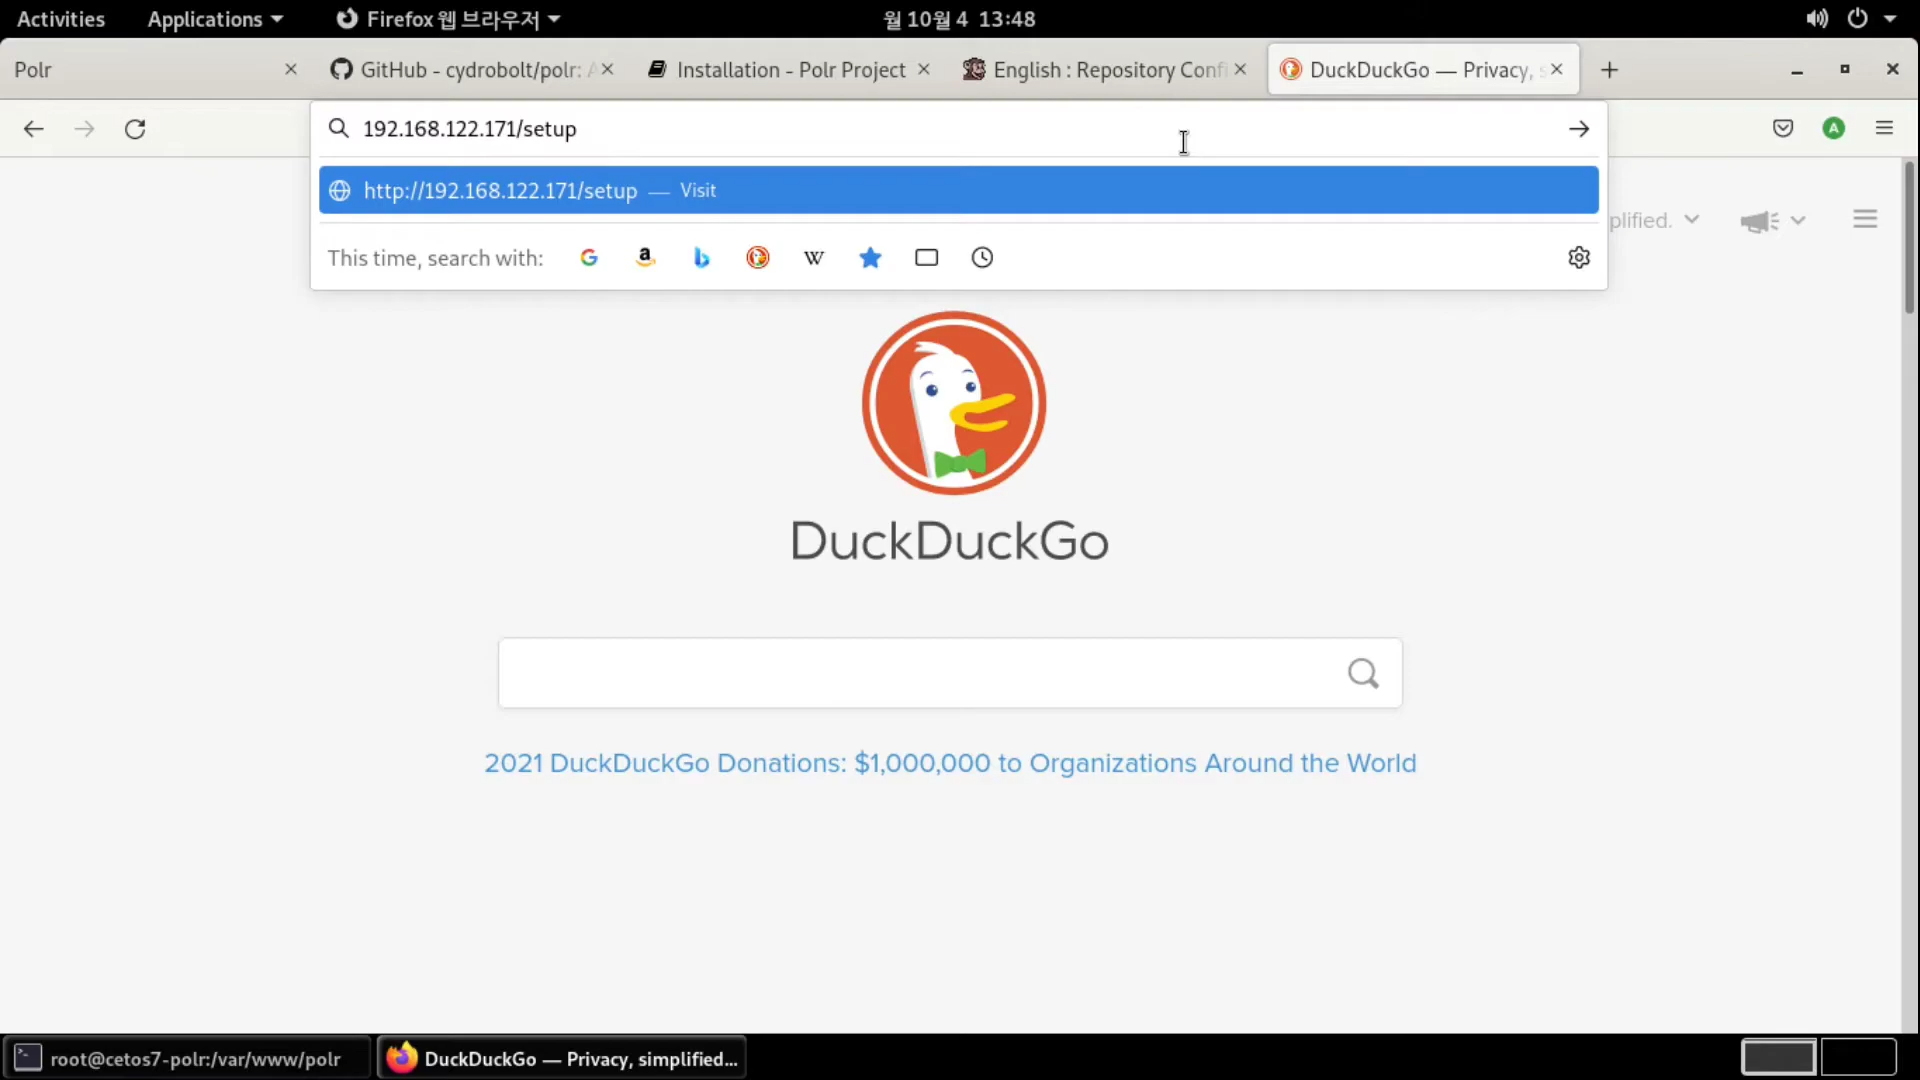 Activities Applications Firefox 웹 브라우저 월 10월 4 13:48
Polr GitHub - cydrobolt/polr: A Installation - Polr Project English : Repository Confi DuckDuckGo — Privacy, s
192.168.122.171/setup A
http://192.168.122.171/setup — Visit
plified.
This time, search with:
DuckDuckGo
2021 DuckDuckGo Donations: $1,000,000 to Organizations Around the World
root@cetos7-polr:/var/www/polr DuckDuckGo — Privacy, simplified...